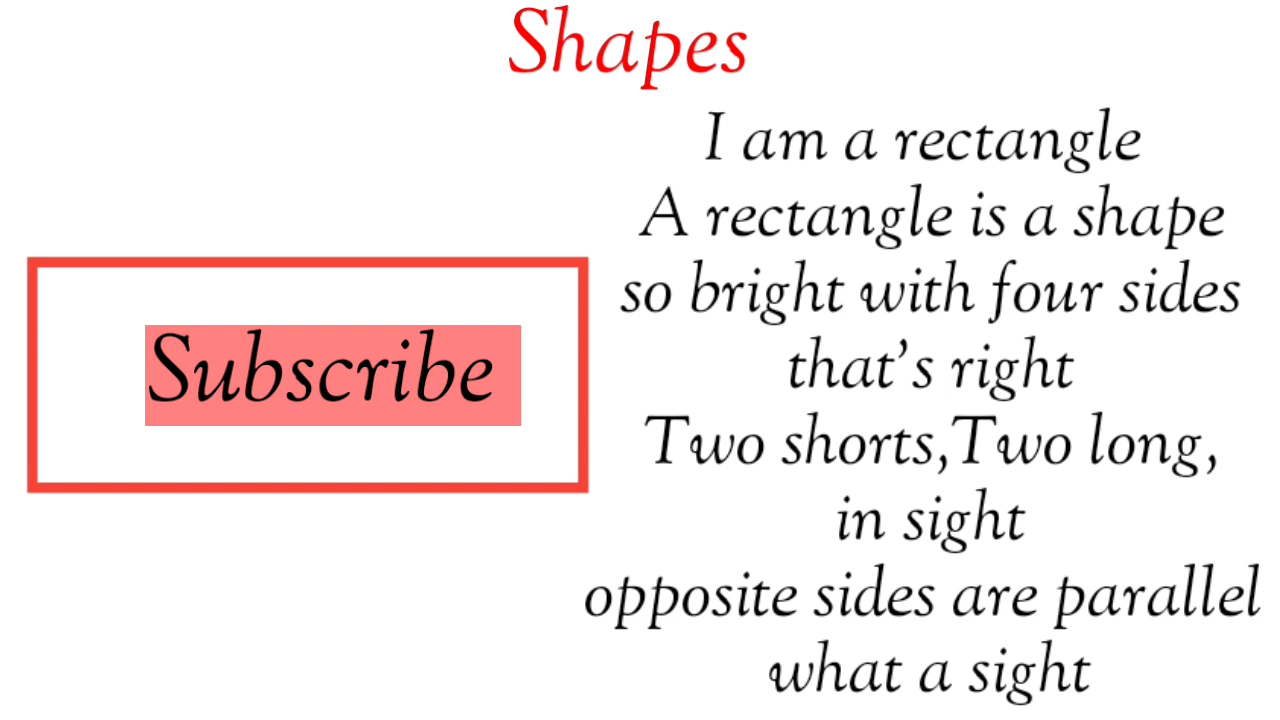 Shapes
I am a rectangle
A rectangle is a shape
so bright with four sides
that's right
Two shorts,Two long,
in sight
opposite sides are parallel
what a sight
Subscribe